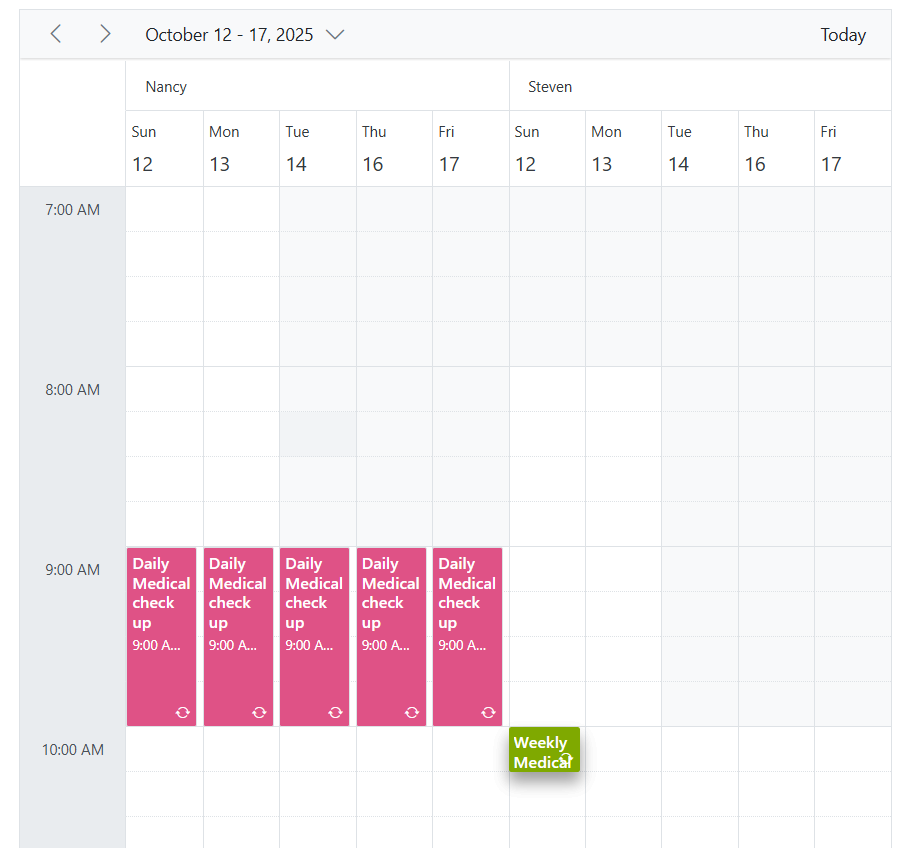 October 12 - 17, 2025
Today
Nancy
Steven
Sun Mon Tue Thu Fri Sun Mon Tue Thu Fri
12 13 14 16 17 12 13 14 16 17
7:00 AM
8:00 AM
9:00 AM
Daily
Medical
check
up
9:00 A...
Daily
Medical
check
up
9:00 A...
Daily
Medical
check
up
9:00 A...
Daily
Medical
check
up
9:00 A...
Daily
Medical
check
up
9:00 A...
10:00 AM
Weekly
Medical